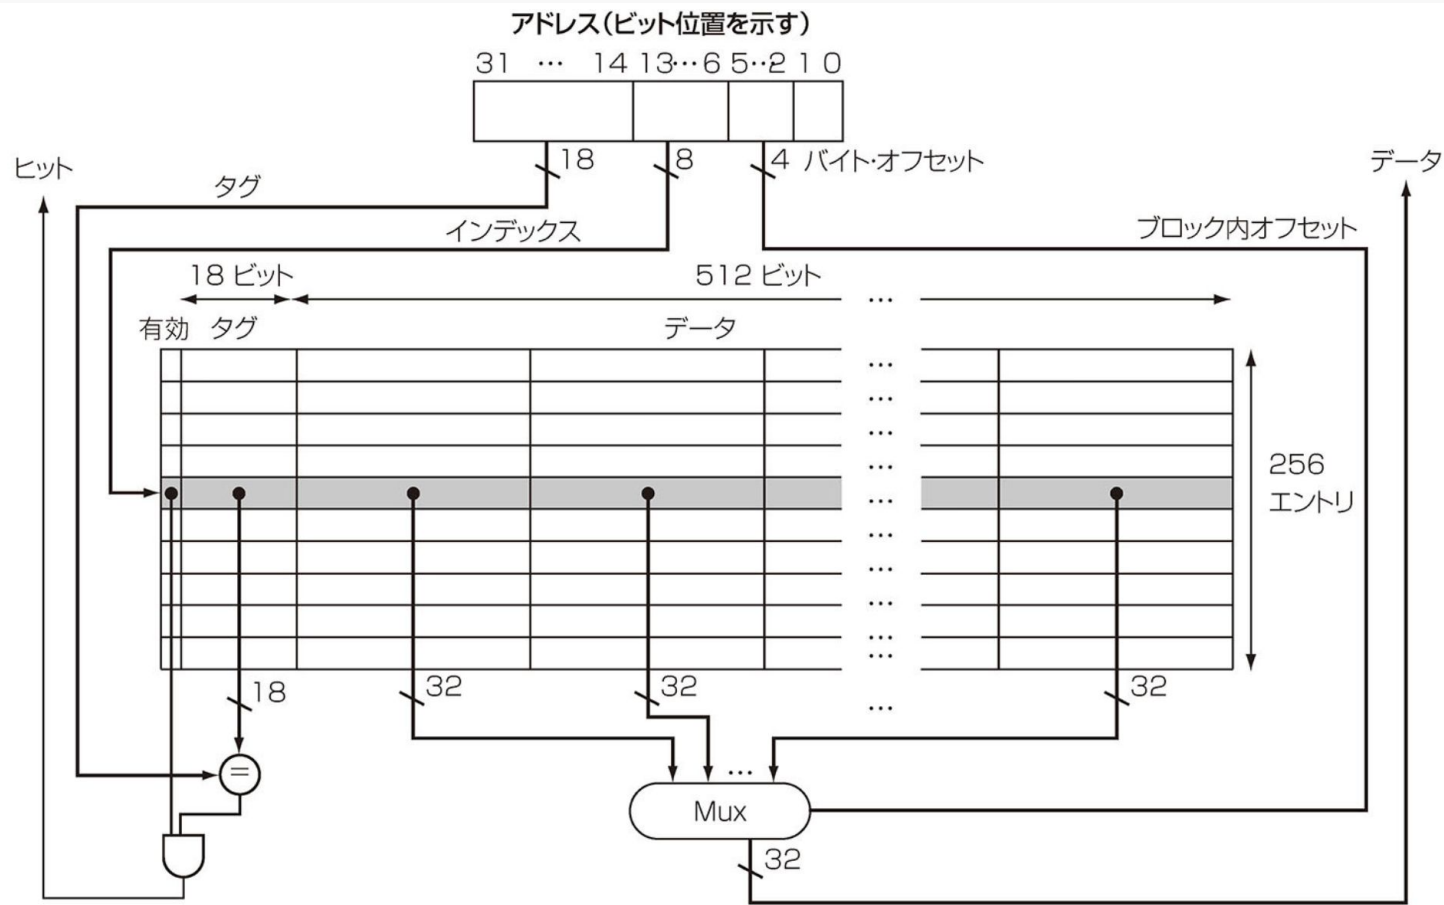 アドレス(ビット位置を示す)
31 … 14 13…6 5…2 1 0
18 8 4 バイト・オフセット
ヒット
データ
タグ
インデックス
ブロック内オフセット
18 ビット
512 ビット
…
有効 タグ
データ
…
…
…
…
…
…
…
…
…
…
256
エントリ
18
32
32
…
32
=
…
Mux
32